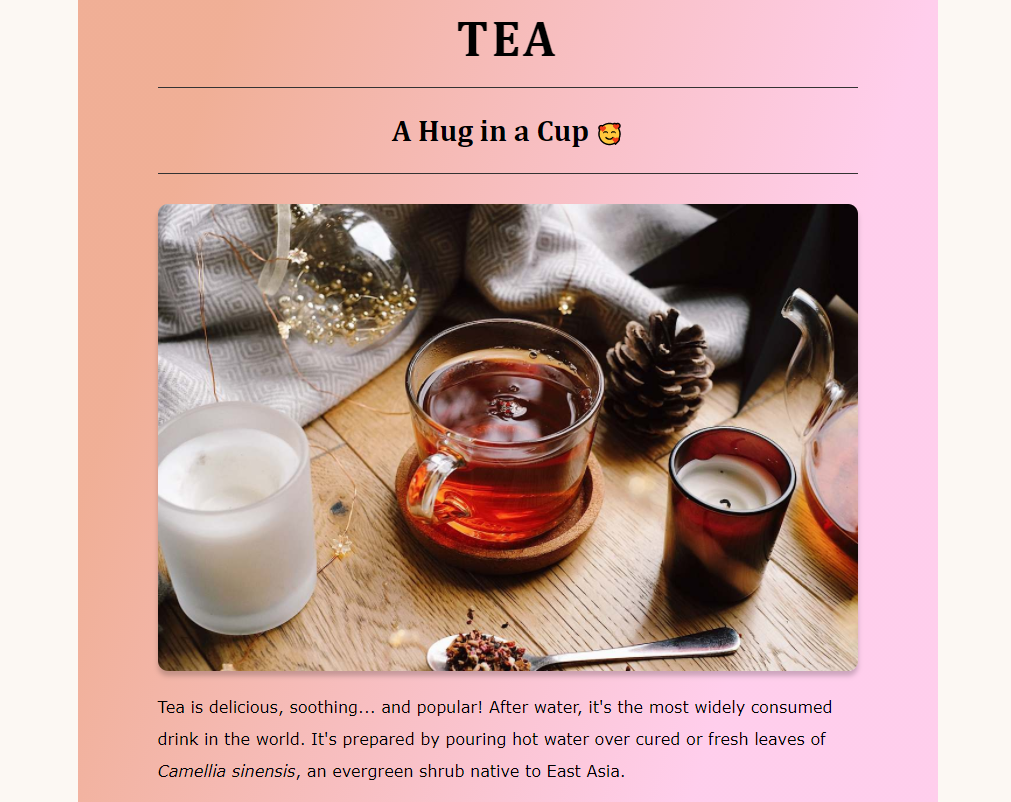 TEA
A Hug in a Cup 🥰
Tea is delicious, soothing... and popular! After water, it's the most widely consumed
drink in the world. It's prepared by pouring hot water over cured or fresh leaves of
Camellia sinensis, an evergreen shrub native to East Asia.